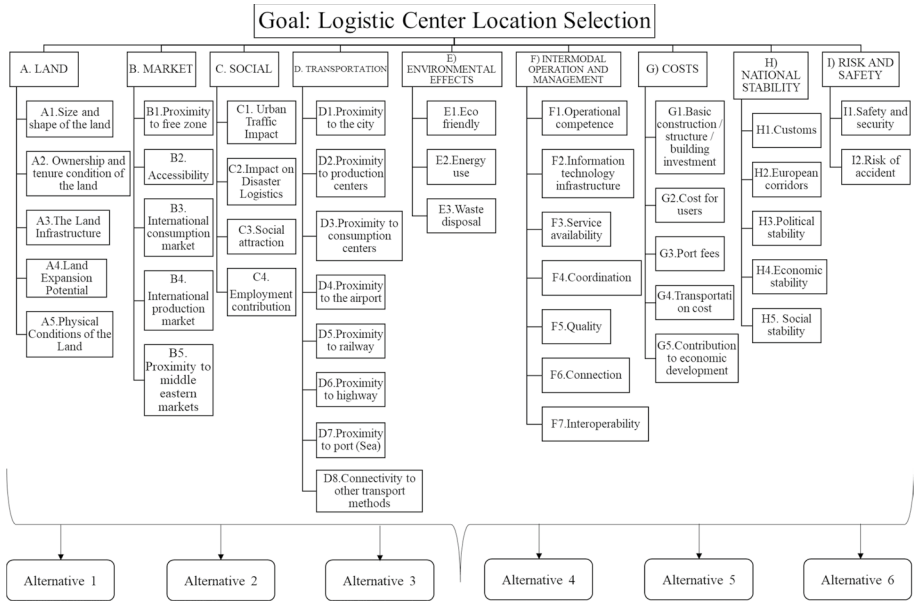 Goal: Logistic Center Location Selection
A. LAND
A1.Size and
shape of the land
A2. Ownership and
tenure condition of
the land
A3.The Land
Infrastructure
A4.Land
Expansion
Potential
A5.Physical
Conditions of the
Land
B. MARKET
B1.Proximity
to free zone
B2.
Accessibility
B3.
International
consumption
market
B4.
International
production
market
B5.
Proximity to
middle
eastern
markets
C. SOCIAL
C1. Urban
Traffic
Impact
C2.Impact on
Disaster
Logistics
C3.Social
attraction
C4.
Employment
contribution
D. TRANSPORTATION
D1.Proximity
to the city
D2.Proximity
to production
centers
D3.Proximity to
consumption
centers
D4.Proximity
to the airport
D5.Proximity
to railway
D6.Proximity
to highway
D7.Proximity
to port (Sea)
D8.Connectivity to
other transport
methods
E)
ENVIRONMENTAL
EFFECTS
E1.Eco
friendly
E2.Energy
use
E3.Waste
disposal
F) INTERMODAL
OPERATION AND
MANAGEMENT
F1.Operational
competence
F2.Information
technology
infrastructure
F3.Service
availability
F4.Coordination
F5.Quality
F6.Connection
F7.Interoperability
G) COSTS
G1.Basic
construction /
structure /
building
investment
G2.Cost for
users
G3.Port fees
G4.Transportati
on cost
G5.Contribution
to economic
development
H)
NATIONAL
STABILITY
H1.Customs
H2.European
corridors
H3.Political
stability
H4.Economic
stability
H5. Social
stability
I) RISK AND
SAFETY
I1.Safety and
security
I2.Risk of
accident
Alternative 1
Alternative 2
Alternative 3
Alternative 4
Alternative 5
Alternative 6